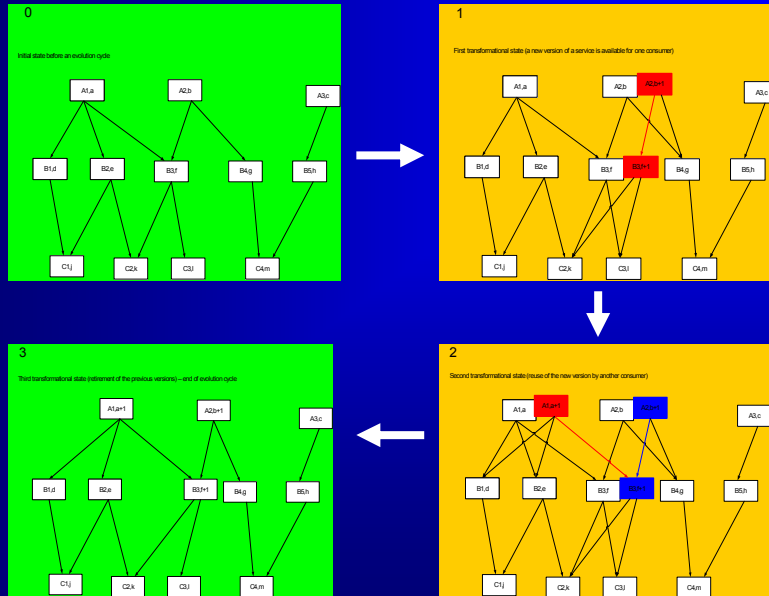 0
Initial state before an evolution cycle
A1,a
A2,b
A3,c
B1,d
B2,e
B3,f
B4,g
B5,h
C1,j
C2,k
C3,l
C4,m
1
First transformational state (a new version of a service is available for one consumer)
A1,a
A2,b
A2,b+1
A3,c
B1,d
B2,e
B3,f
B3,f+1
B4,g
B5,h
C1,j
C2,k
C3,l
C4,m
3
Third transformational state (retirement of the previous versions) – end of evolution cycle
A1,a+1
A2,b+1
A3,c
B1,d
B2,e
B3,f+1
B4,g
B5,h
C1,j
C2,k
C3,l
C4,m
2
Second transformational state (reuse of the new version by another consumer)
A1,a
A1,a+1
A2,b
A2,b+1
A3,c
B1,d
B2,e
B3,f
B3,f+1
B4,g
B5,h
C1,j
C2,k
C3,l
C4,m